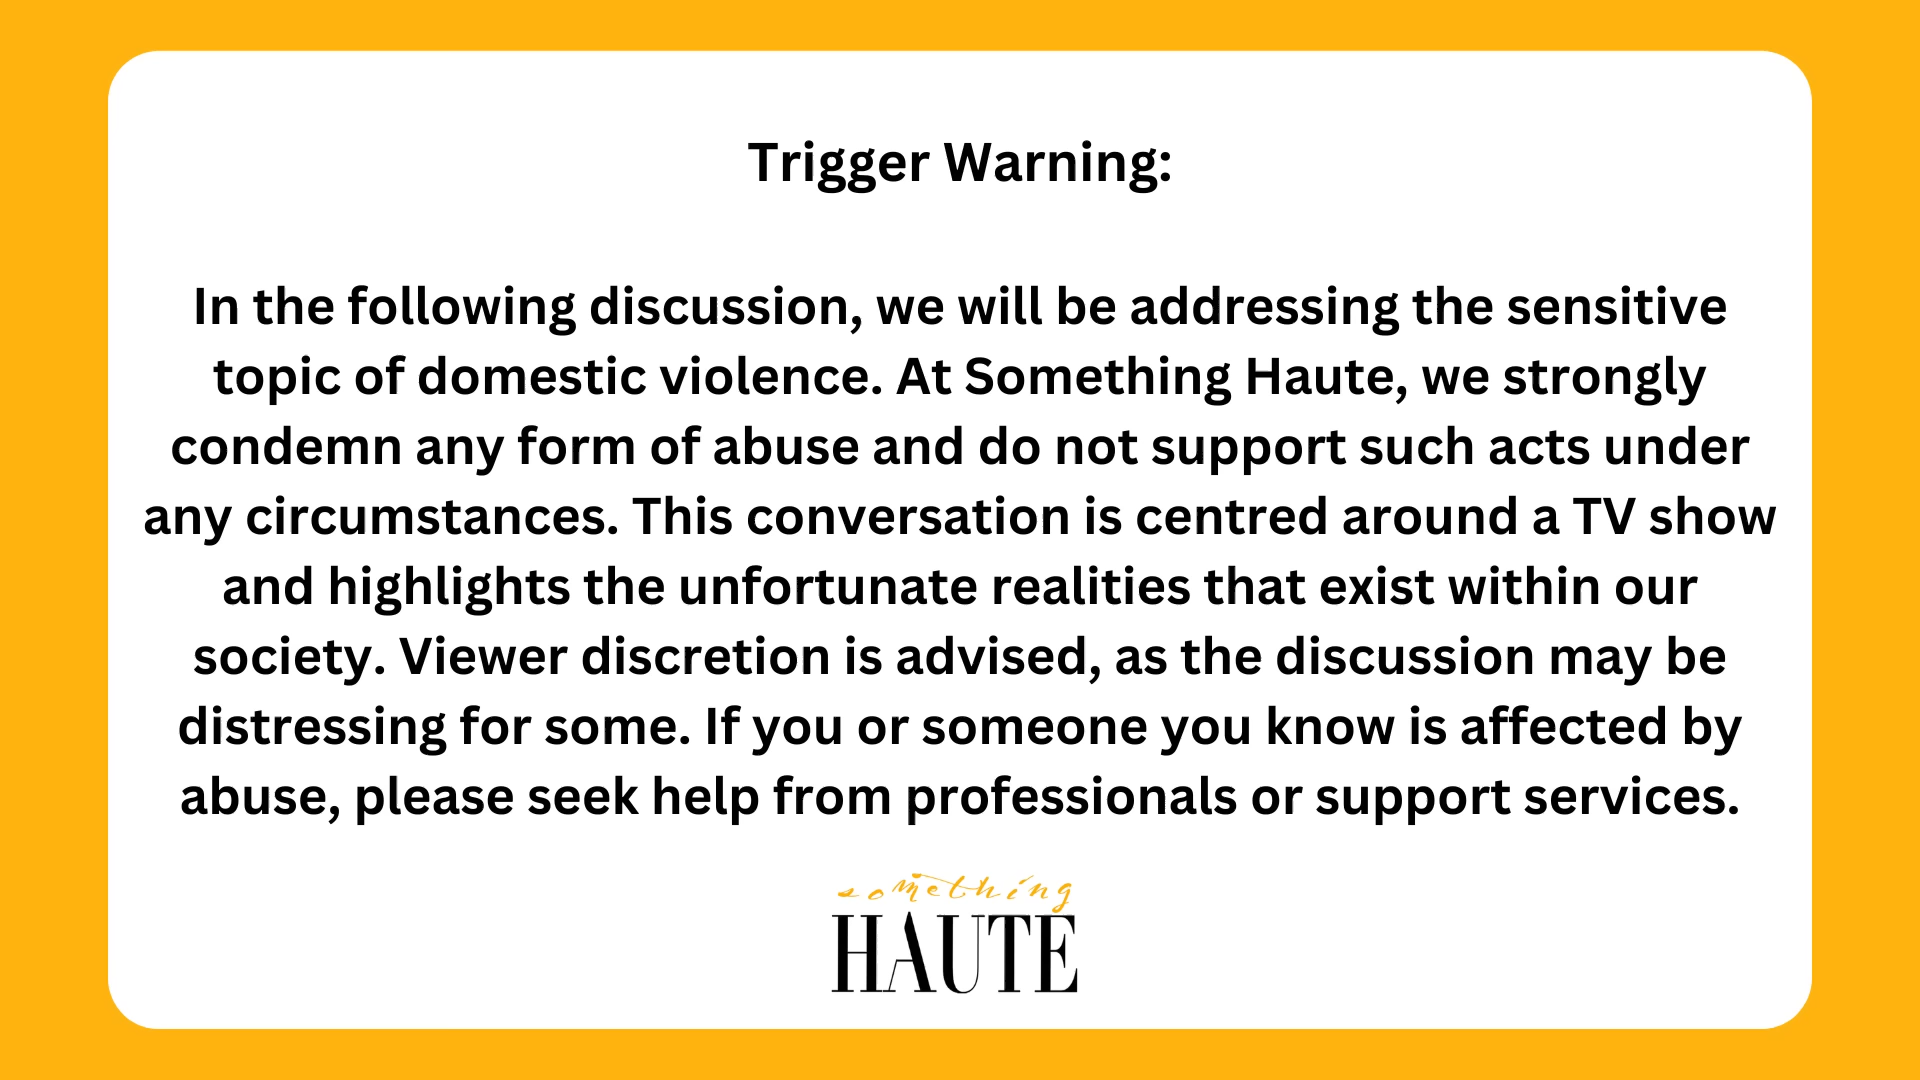 Trigger Warning:
In the following discussion, we will be addressing the sensitive
topic of domestic violence. At Something Haute, we strongly
condemn any form of abuse and do not support such acts under
any circumstances. This conversation is centred around a TV show
and highlights the unfortunate realities that exist within our
society. Viewer discretion is advised, as the discussion may be
distressing for some. If you or someone you know is affected by
abuse, please seek help from professionals or support services.
something
HAUTE